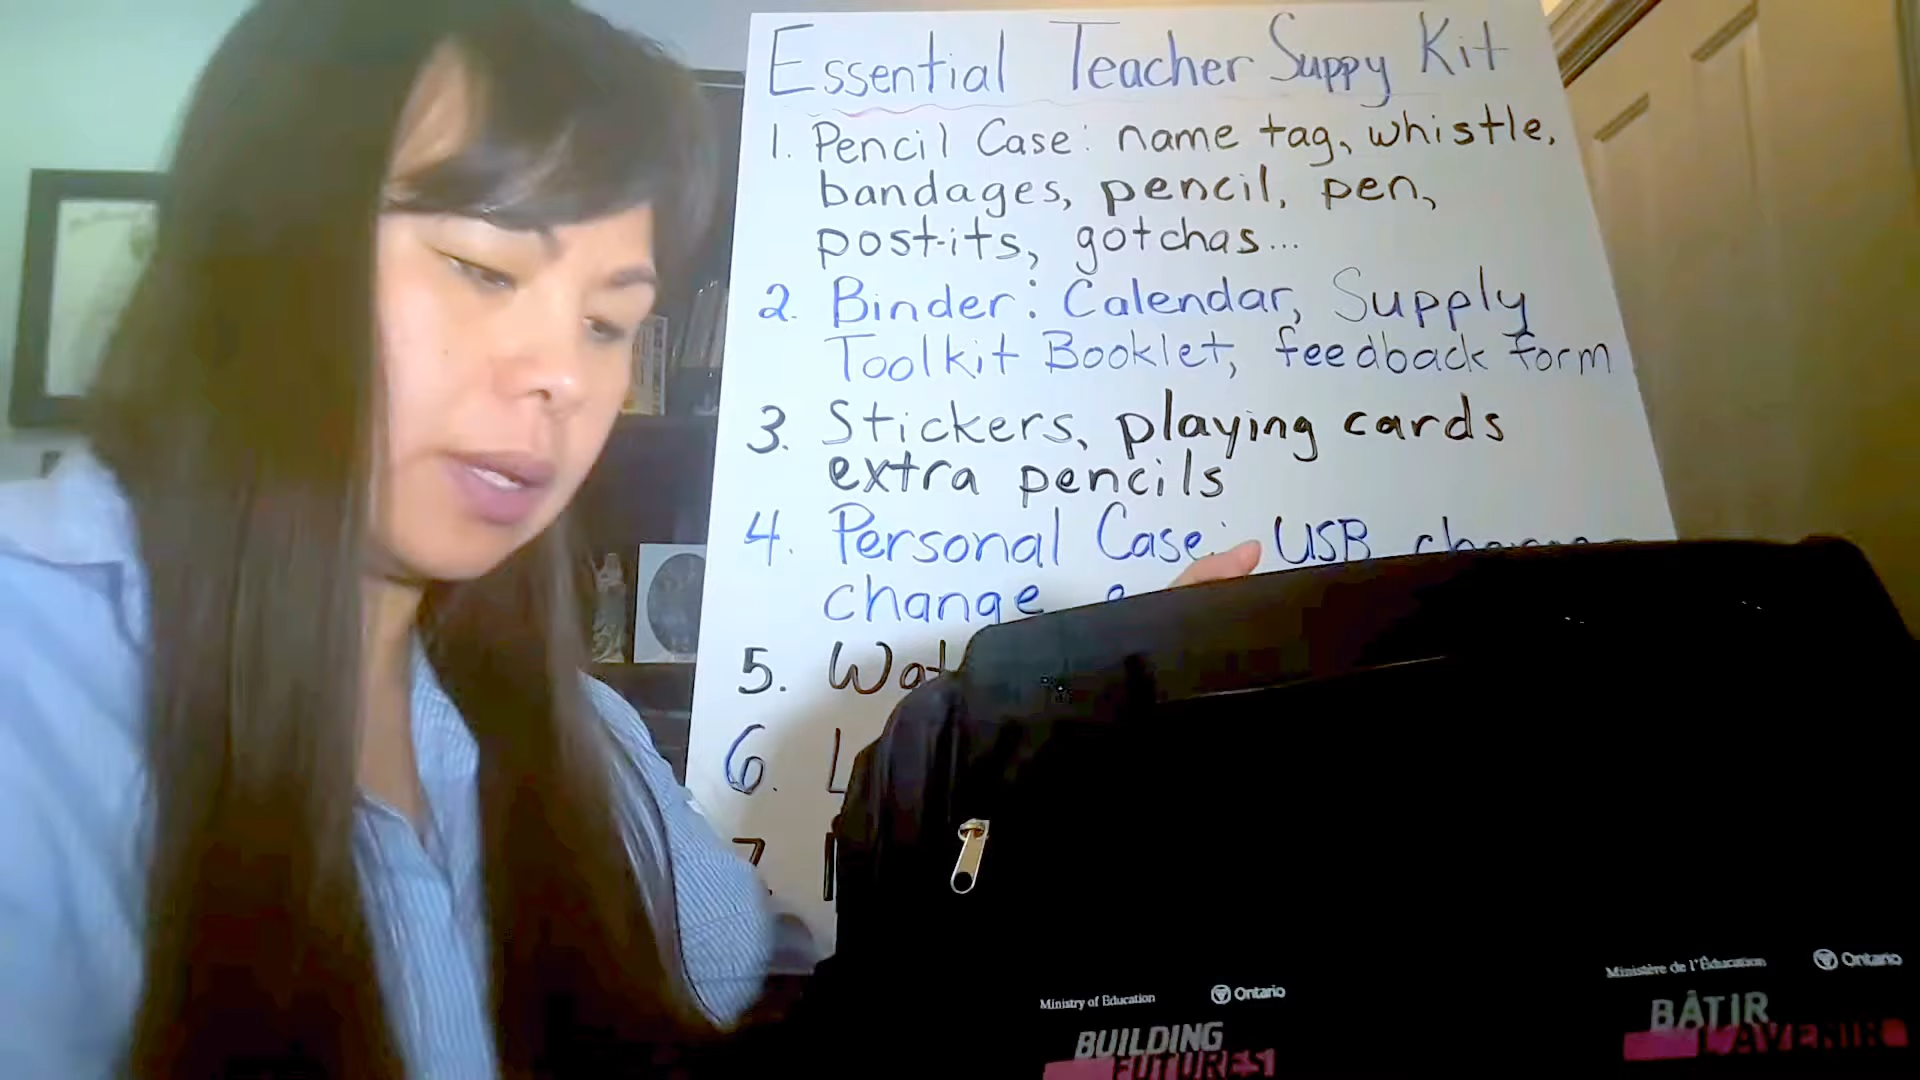 Essential Teacher Suppy Kit
1. Pencil Case: name tag, whistle,
bandages, pencil, pen,
post-its, gotchas...
2. Binder: Calendar, Supply
Toolkit Booklet, feedback form
3. Stickers, playing cards
extra pencils
4. Personal Case: USB
change
5.
6.
7.
Ministry of Education Ontario
BUILDING
FUTURES
Ministère de l'Éducation Ontario
BÂTIR
L'AVENIR